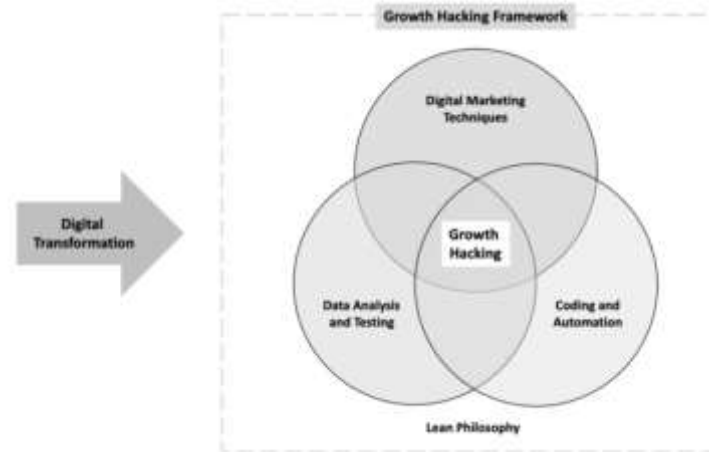 Growth Hacking Framework
Digital Marketing
Techniques
Digital
Transformation
Growth
Hacking
Data Analysis
and Testing
Coding and
Automation
Lean Philosophy